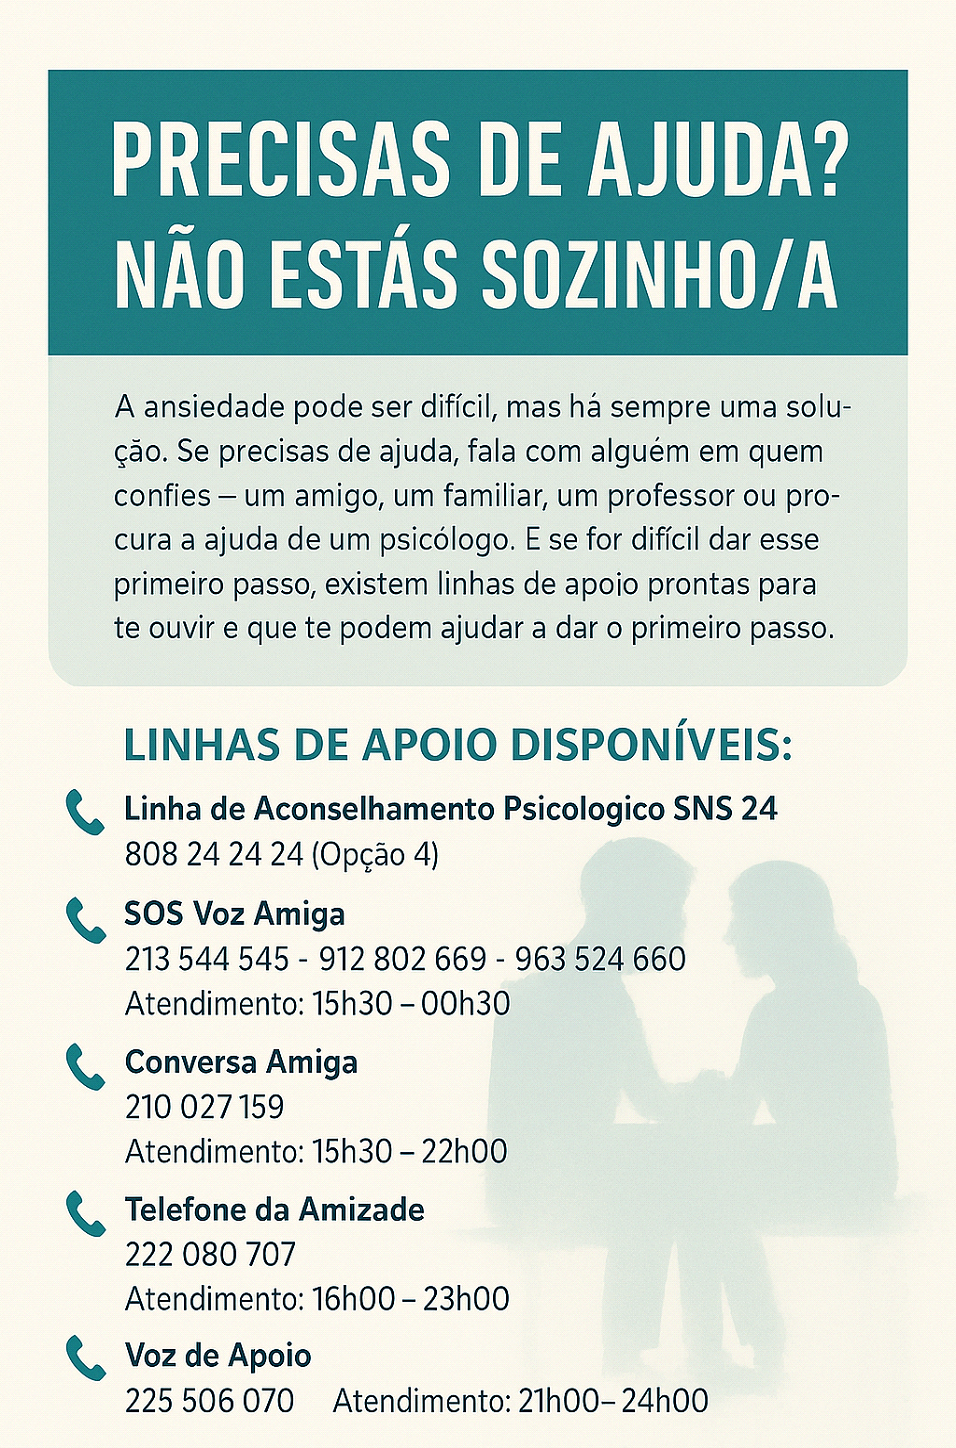 PRECISAS DE AJUDA?
NÃO ESTÁS SOZINHO/A
A ansiedade pode ser difícil, mas há sempre uma solu-
ção. Se precisas de ajuda, fala com alguém em quem
confies – um amigo, um familiar, um professor ou pro-
cura a ajuda de um psicólogo. E se for difícil dar esse
primeiro passo, existem linhas de apoio prontas para
te ouvir e que te podem ajudar a dar o primeiro passo.
LINHAS DE APOIO DISPONÍVEIS:
Linha de Aconselhamento Psicologico SNS 24
808 24 24 24 (Opção 4)
SOS Voz Amiga
213 544 545 - 912 802 669 - 963 524 660
Atendimento: 15h30 – 00h30
Conversa Amiga
210 027 159
Atendimento: 15h30 – 22h00
Telefone da Amizade
222 080 707
Atendimento: 16h00 – 23h00
Voz de Apoio
225 506 070 Atendimento: 21h00– 24h00